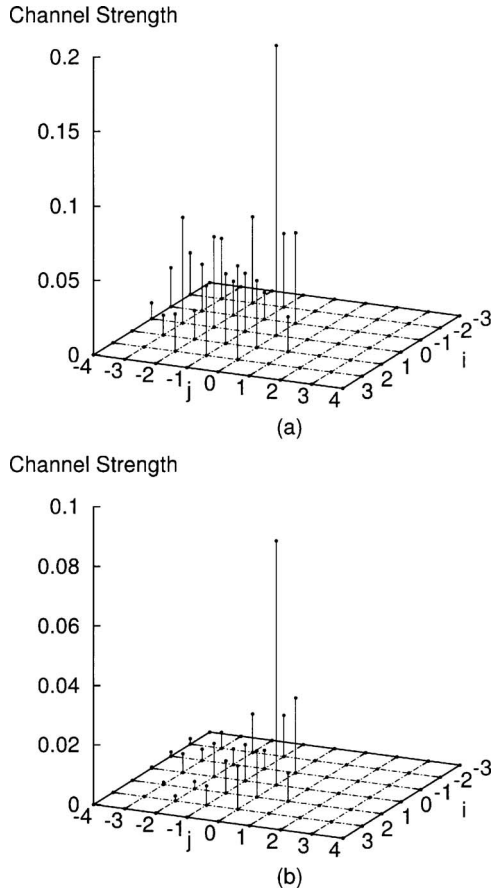 Channel Strength
0.2
0.15
0.1
0.05
0
-4 -3 -2 -1 0 1 2 3 4
j
3 2 1 0 -1 -2 -3
i
(a)
Channel Strength
0.1
0.08
0.06
0.04
0.02
0
-4 -3 -2 -1 0 1 2 3 4
j
3 2 1 0 -1 -2 -3
i
(b)